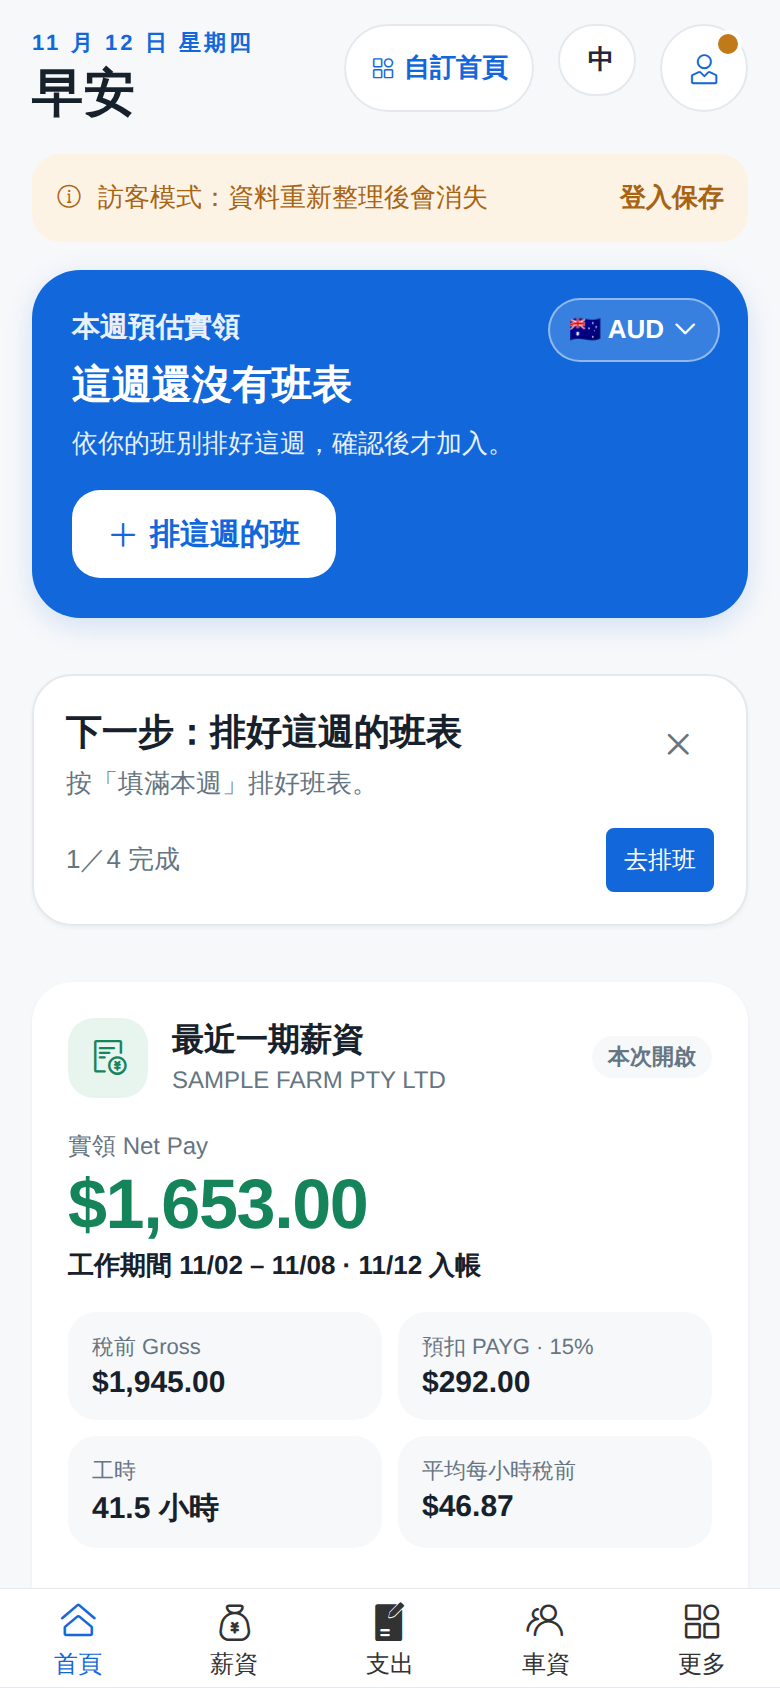 11 月 12 日 星期四
早安
自訂首頁
中
訪客模式：資料重新整理後會消失
登入保存
本週預估實領
AUD
這週還沒有班表
依你的班別排好這週，確認後才加入。
排這週的班
下一步：排好這週的班表
按「填滿本週」排好班表。
1／4 完成
去排班
最近一期薪資
SAMPLE FARM PTY LTD
本次開啟
實領 Net Pay
$1,653.00
工作期間 11/02 – 11/08 · 11/12 入帳
稅前 Gross
$1,945.00
預扣 PAYG · 15%
$292.00
工時
41.5 小時
平均每小時稅前
$46.87
首頁
薪資
支出
車資
更多